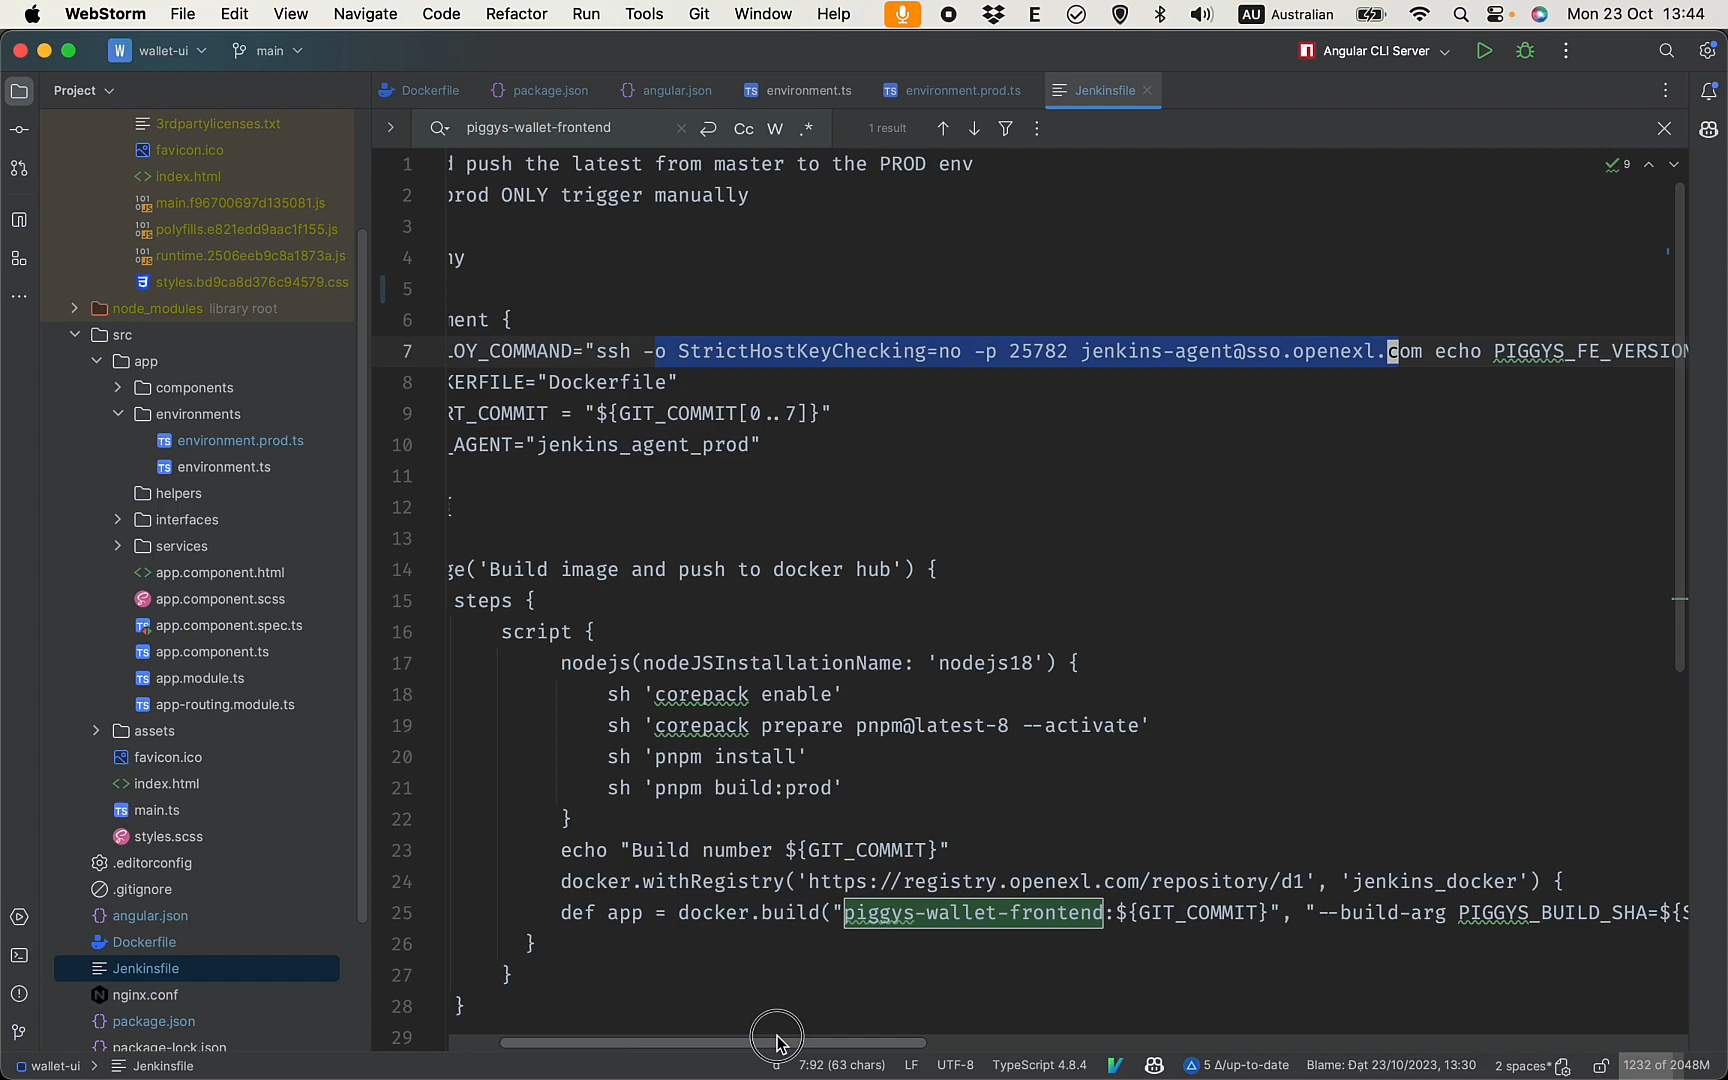 WebStorm File Edit View Navigate Code Refactor Run Tools Git Window Help E AU Australian Mon 23 Oct 13:44
W wallet-ui main Angular CLI Server
Project Dockerfile package.json angular.json environment.ts environment.prod.ts Jenkinsfile
piggys-wallet-frontend Cc W .* 1 result
3rdpartylicenses.txt
favicon.ico
index.html
main.f96700697d135081.js
polyfills.e821edd9aac1f155.js
runtime.2506eeb9c8a1873a.js
styles.bd9ca8d376c94579.css
node_modules library root
src
app
components
environments
environment.prod.ts
environment.ts
helpers
interfaces
services
app.component.html
app.component.scss
app.component.spec.ts
app.component.ts
app.module.ts
app-routing.module.ts
assets
favicon.ico
index.html
main.ts
styles.scss
.editorconfig
.gitignore
angular.json
Dockerfile
Jenkinsfile
nginx.conf
package.json
package-lock.json
9
1 d push the latest from master to the PROD env
2 prod ONLY trigger manually
3
4 ny
5
6 ment {
7 LOY_COMMAND="ssh -o StrictHostKeyChecking=no -p 25782 jenkins-agent@sso.openexl.com echo PIGGYS_FE_VERSION
8 KERFILE="Dockerfile"
9 RT_COMMIT = "${GIT_COMMIT[0..7]}"
10 _AGENT="jenkins_agent_prod"
11
12 {
13
14 ge('Build image and push to docker hub') {
15 steps {
16 script {
17 nodejs(nodeJSInstallationName: 'nodejs18') {
18 sh 'corepack enable'
19 sh 'corepack prepare pnpm@latest-8 --activate'
20 sh 'pnpm install'
21 sh 'pnpm build:prod'
22 }
23 echo "Build number ${GIT_COMMIT}"
24 docker.withRegistry('https://registry.openexl.com/repository/d1', 'jenkins_docker') {
25 def app = docker.build("piggys-wallet-frontend:${GIT_COMMIT}", "--build-arg PIGGYS_BUILD_SHA=${S
26 }
27 }
28 }
29
wallet-ui > Jenkinsfile 7:92 (63 chars) LF UTF-8 TypeScript 4.8.4 5 Δ/up-to-date Blame: Đạt 23/10/2023, 13:30 2 spaces* 1232 of 2048M